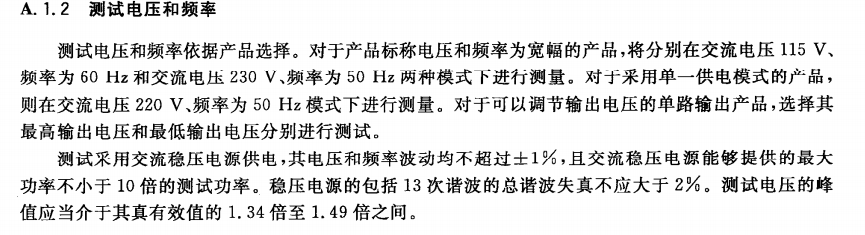 A.1.2 测试电压和频率
测试电压和频率依据产品选择。对于产品标称电压和频率为宽幅的产品,将分别在交流电压 115 V、
频率为 60 Hz 和交流电压 230 V、频率为 50 Hz 两种模式下进行测量。对于采用单一供电模式的产品,
则在交流电压 220 V、频率为 50 Hz 模式下进行测量。对于可以调节输出电压的单路输出产品,选择其
最高输出电压和最低输出电压分别进行测试。
测试采用交流稳压电源供电,其电压和频率波动均不超过±1%,且交流稳压电源能够提供的最大
功率不小于 10 倍的测试功率。稳压电源的包括 13 次谐波的总谐波失真不应大于 2%。测试电压的峰
值应当介于其真有效值的 1.34 倍至 1.49 倍之间。